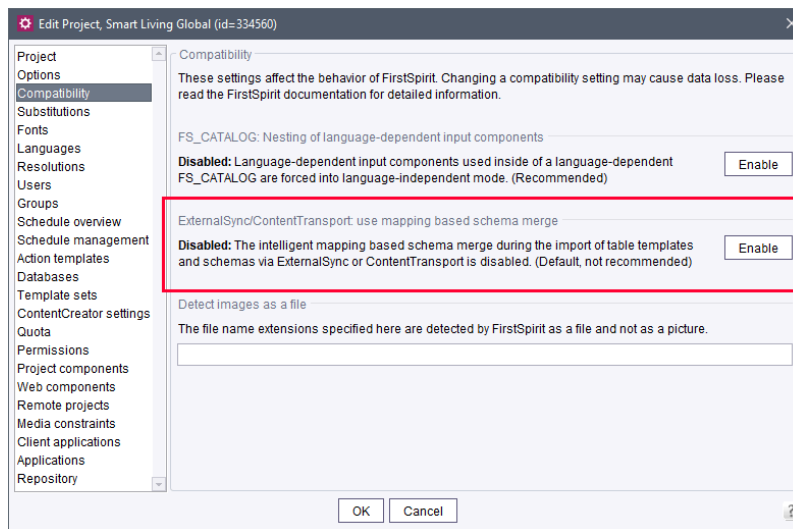 Edit Project, Smart Living Global (id=334560)
Project
Options
Compatibility
Substitutions
Fonts
Languages
Resolutions
Users
Groups
Schedule overview
Schedule management
Action templates
Databases
Template sets
ContentCreator settings
Quota
Permissions
Project components
Web components
Remote projects
Media constraints
Client applications
Applications
Repository
Compatibility
These settings affect the behavior of FirstSpirit. Changing a compatibility setting may cause data loss. Please
read the FirstSpirit documentation for detailed information.
FS_CATALOG: Nesting of language-dependent input components
Disabled: Language-dependent input components used inside of a language-dependent
FS_CATALOG are forced into language-independent mode. (Recommended)
Enable
ExternalSync/ContentTransport: use mapping based schema merge
Disabled: The intelligent mapping based schema merge during the import of table templates
and schemas via ExternalSync or ContentTransport is disabled. (Default, not recommended)
Enable
Detect images as a file
The file name extensions specified here are detected by FirstSpirit as a file and not as a picture.
OK
Cancel